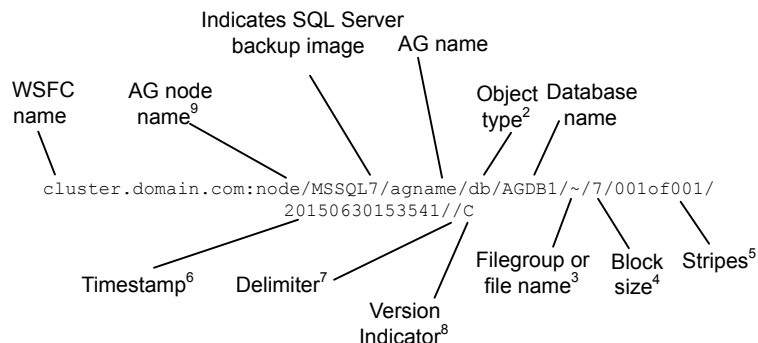 Indicates SQL Server
backup image
AG name
WSFC
name
AG node
name9
Object
type2
Database
name
cluster.domain.com:node/MSSQL7/agname/db/AGDB1/~/7/001of001/
20150630153541//C
Timestamp6
Delimiter7
Version
Indicator8
Filegroup or
file name3
Block
size4
Stripes5